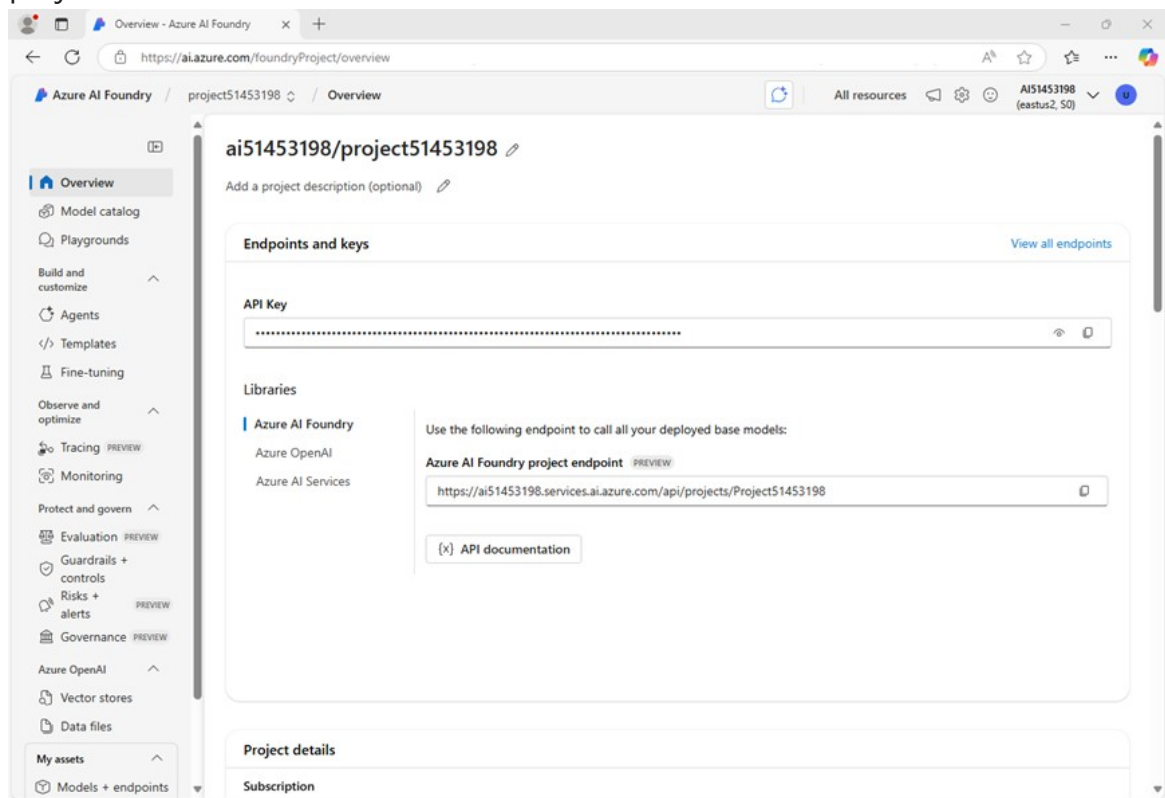 Overview - Azure AI Foundry
https://ai.azure.com/foundryProject/overview
Azure AI Foundry / project51453198 / Overview
All resources
AI51453198
(eastus2, S0)
U
Overview
Model catalog
Playgrounds
Build and
customize
Agents
</> Templates
Fine-tuning
Observe and
optimize
Tracing PREVIEW
Monitoring
Protect and govern
Evaluation PREVIEW
Guardrails +
controls
Risks +
alerts PREVIEW
Governance PREVIEW
Azure OpenAI
Vector stores
Data files
My assets
Models + endpoints
ai51453198/project51453198
Add a project description (optional)
Endpoints and keys
View all endpoints
API Key
Libraries
Azure AI Foundry
Azure OpenAI
Azure AI Services
Use the following endpoint to call all your deployed base models:
Azure AI Foundry project endpoint PREVIEW
https://ai51453198.services.ai.azure.com/api/projects/Project51453198
{x} API documentation
Project details
Subscription